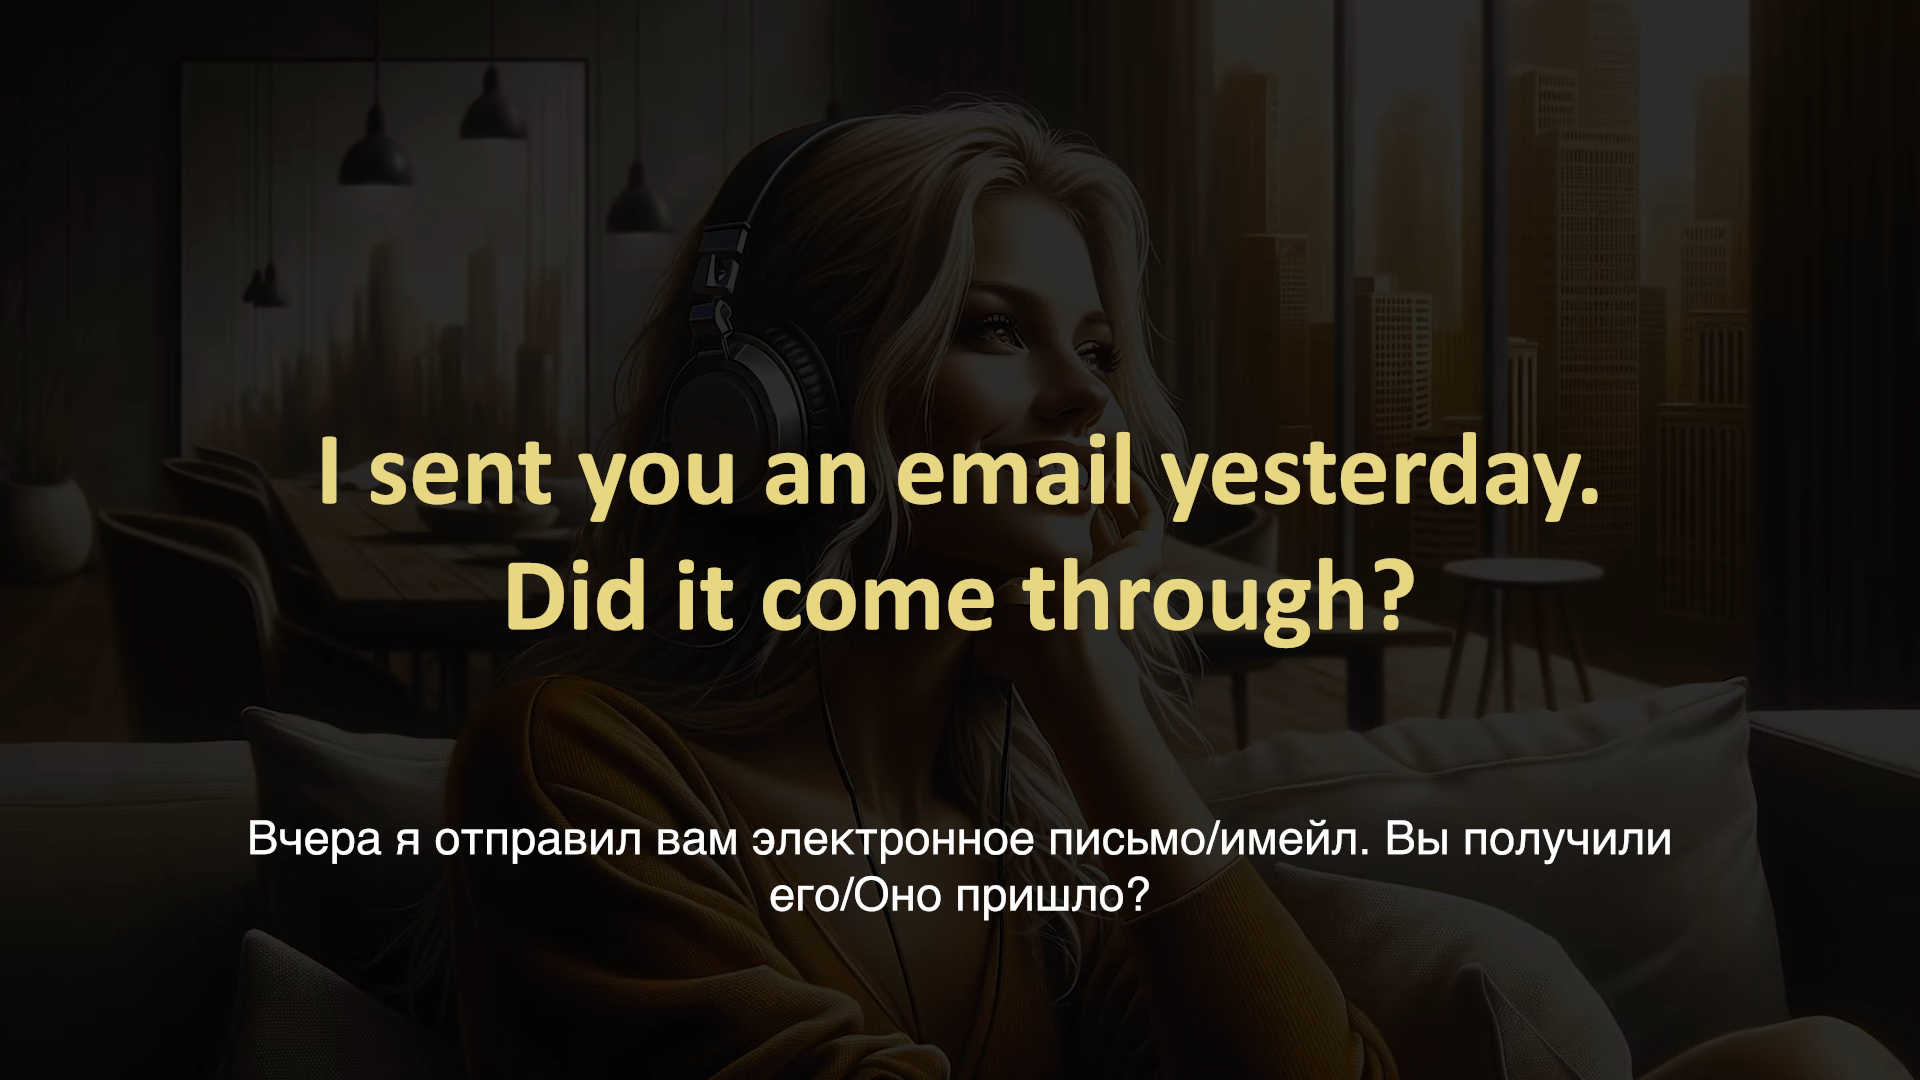 I sent you an email yesterday.
Did it come through?
Вчера я отправил вам электронное письмо/имейл. Вы получили
его/Оно пришло?